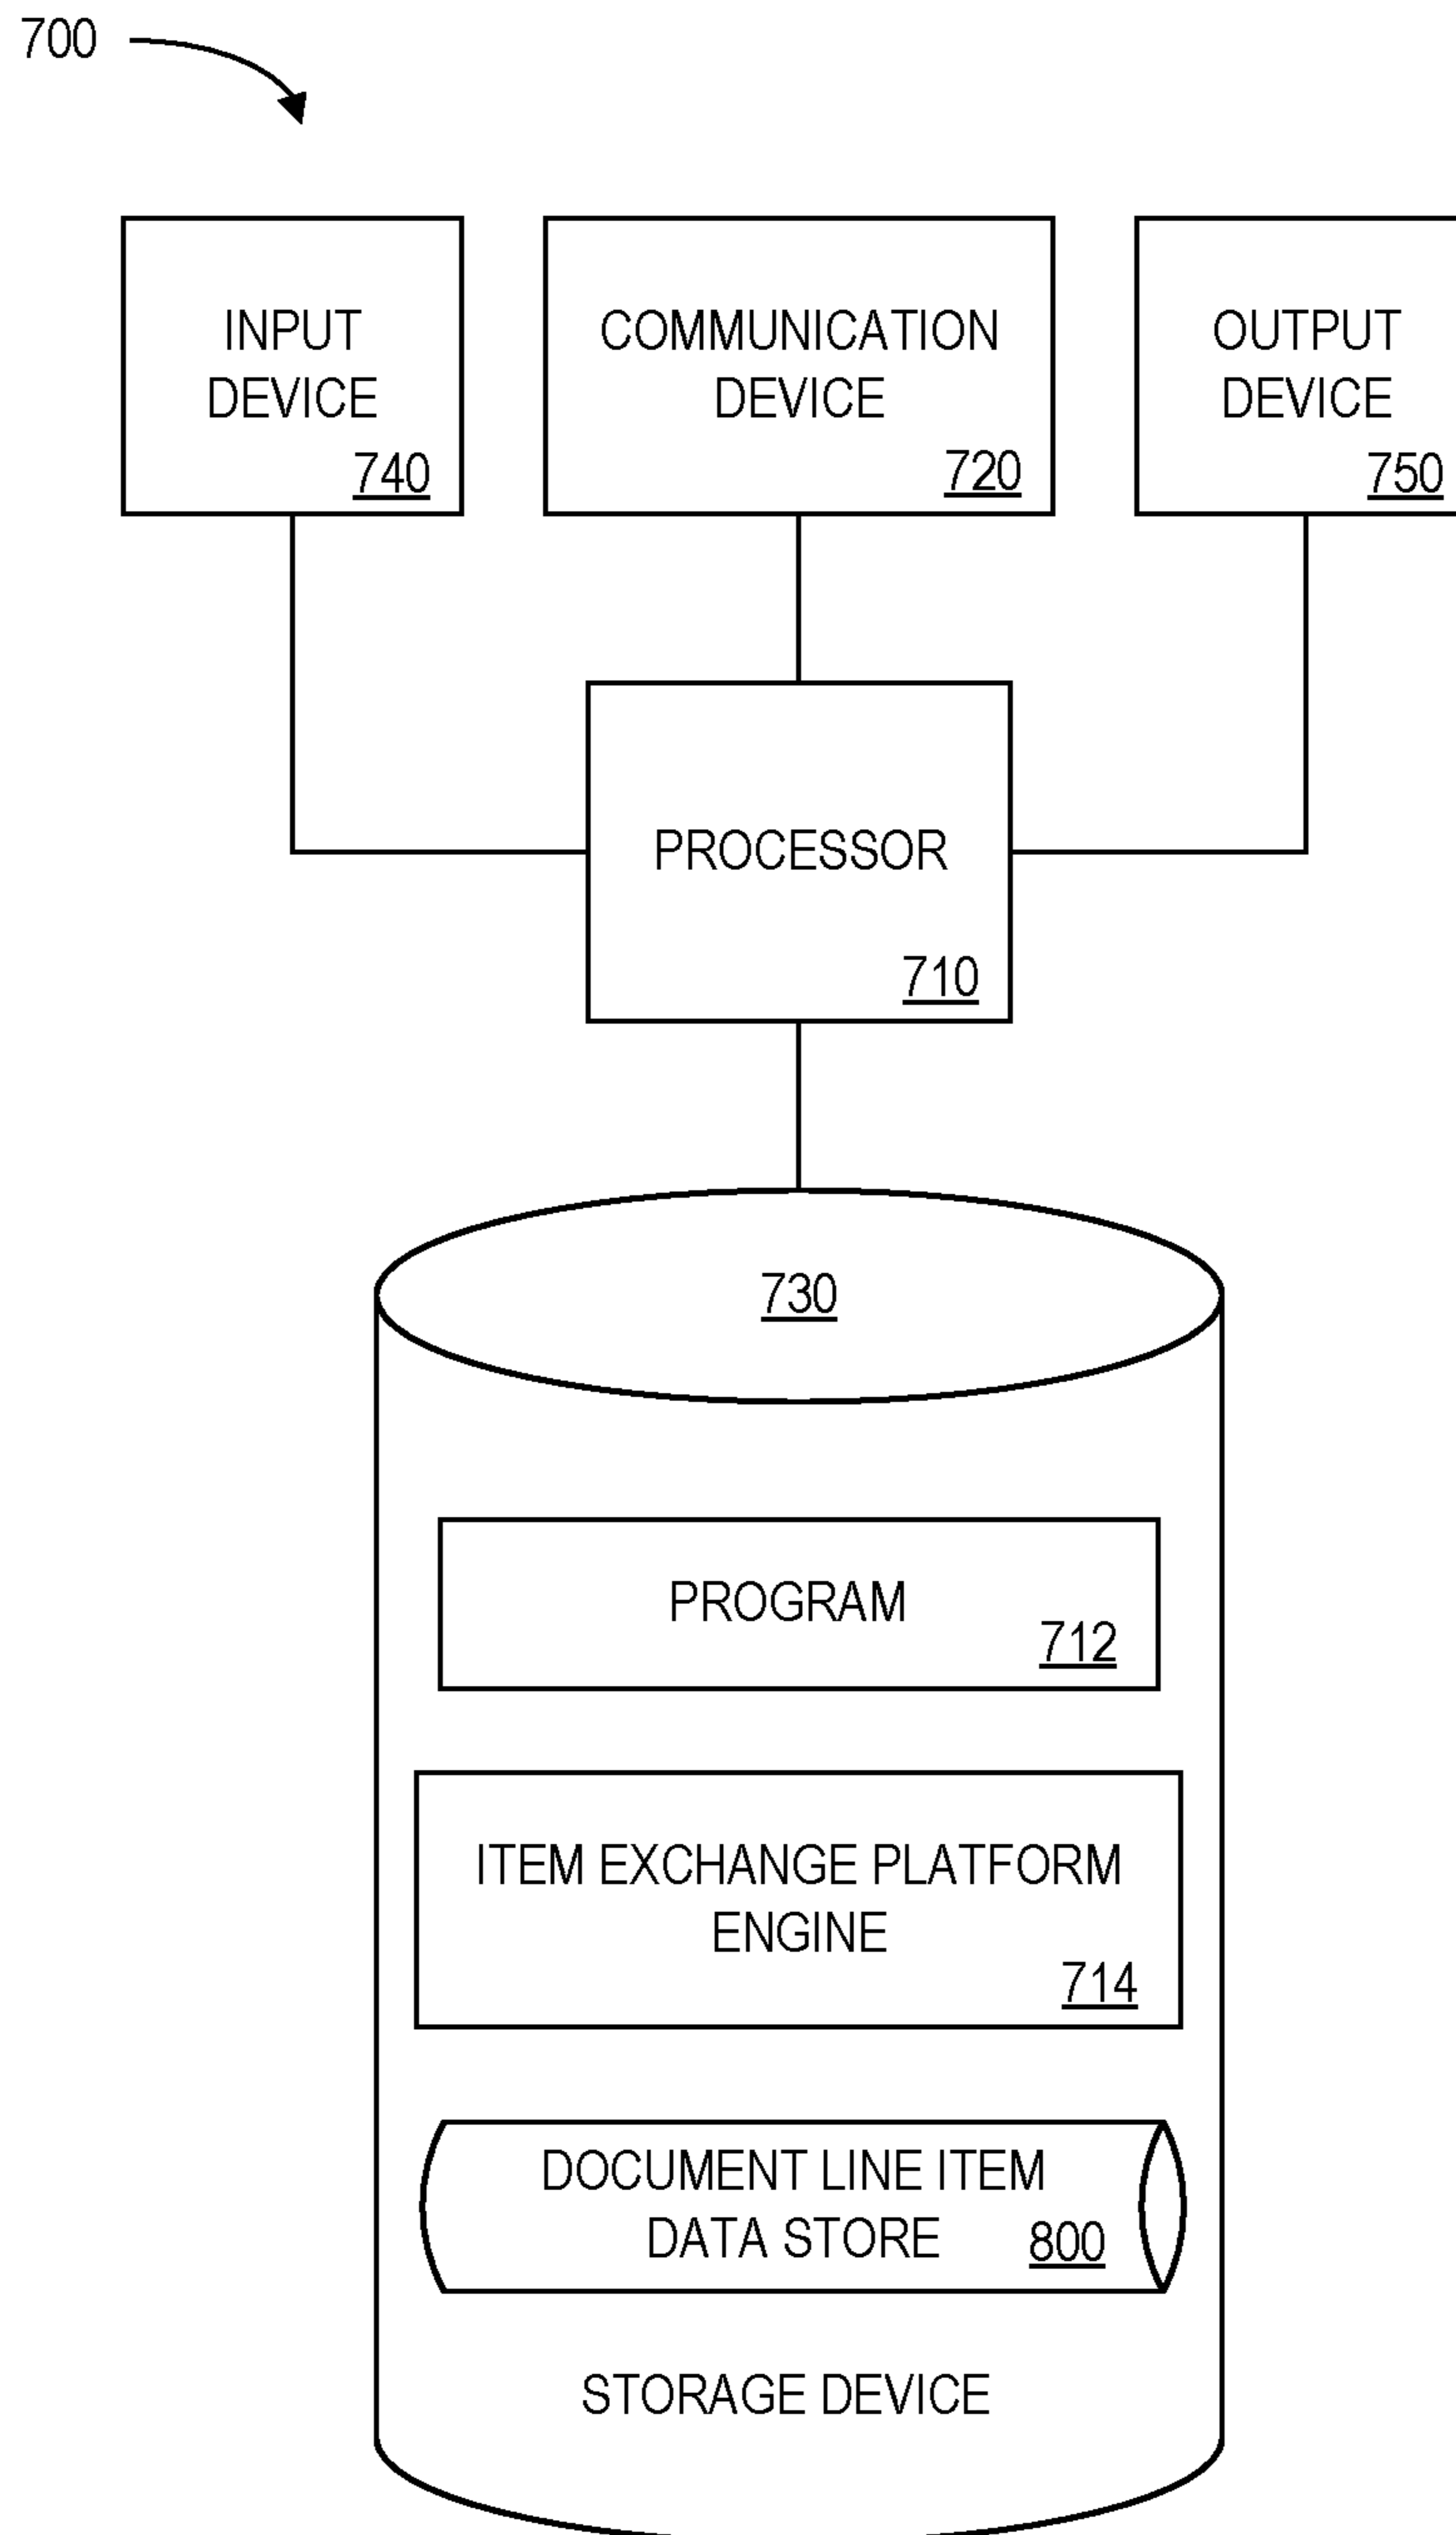 700
INPUT
DEVICE
740
COMMUNICATION
DEVICE
720
OUTPUT
DEVICE
750
PROCESSOR
710
730
PROGRAM
712
ITEM EXCHANGE PLATFORM
ENGINE
714
DOCUMENT LINE ITEM
DATA STORE 800
STORAGE DEVICE